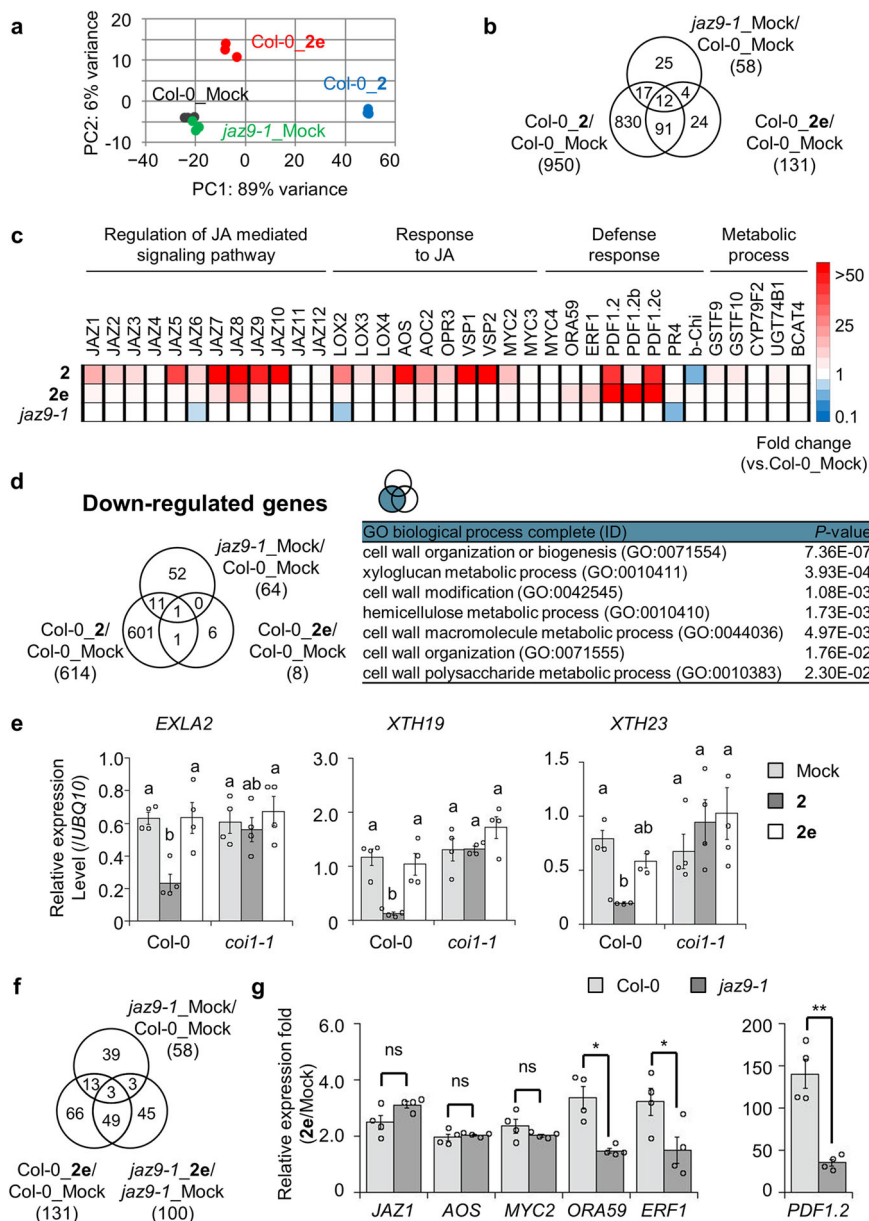 a
20
10
0
-10
PC2: 6% variance
Col-0_2e
Col-0_2
Col-0_Mock
jaz9-1_Mock
−40 −20 0 20 40 60
PC1: 89% variance
b
jaz9-1_Mock/
Col-0_Mock
(58)
25
17 12 4
830 91 24
Col-0_2/
Col-0_Mock
(950)
Col-0_2e/
Col-0_Mock
(131)
c
Regulation of JA mediated
signaling pathway
Response
to JA
Defense
response
Metabolic
process
JAZ1 JAZ2 JAZ3 JAZ4 JAZ5 JAZ6 JAZ7 JAZ8 JAZ9 JAZ10 JAZ11 JAZ12 LOX2 LOX3 LOX4 AOS AOC2 OPR3 VSP1 VSP2 MYC2 MYC3 MYC4 ORA59 ERF1 PDF1.2 PDF1.2b PDF1.2c PR4 b-Chi GSTF9 GSTF10 CYP79F2 UGT74B1 BCAT4
2
2e
jaz9-1
>50
25
1
0.1
Fold change
(vs.Col-0_Mock)
d
Down-regulated genes
jaz9-1_Mock/
Col-0_Mock
(64)
52
11 1 0
601 1 6
Col-0_2/
Col-0_Mock
(614)
Col-0_2e/
Col-0_Mock
(8)
GO biological process complete (ID) P-value
cell wall organization or biogenesis (GO:0071554) 7.36E-07
xyloglucan metabolic process (GO:0010411) 3.93E-04
cell modification (GO:0042545) 1.08E-03
hemicellulose metabolic process (GO:0010410) 1.73E-03
cell wall macromolecule metabolic process (GO:0044036) 4.97E-03
cell wall organization (GO:0071555) 1.76E-02
cell wall polysaccharide metabolic process (GO:0010383) 2.30E-02
e
EXLA2
Relative expression
Level (/UBQ10)
1.0
0.8
0.6
0.4
0.2
0
a b a a ab a
Col-0 coi1-1
XTH19
3.0
2.0
1.0
0
a b a a a a
Col-0 coi1-1
XTH23
1.5
1.0
0.5
0
a b ab a a a
Col-0 coi1-1
Mock
2
2e
f
jaz9-1_Mock/
Col-0_Mock
(58)
39
13 3 3
66 49 45
Col-0_2e/
Col-0_Mock
(131)
jaz9-1_2e/
jaz9-1_Mock
(100)
g
Col-0 jaz9-1
Relative expression fold
(2e/Mock)
6.0
4.0
2.0
0.0
ns ns ns * *
JAZ1 AOS MYC2 ORA59 ERF1
200
150
100
50
0
**
PDF1.2